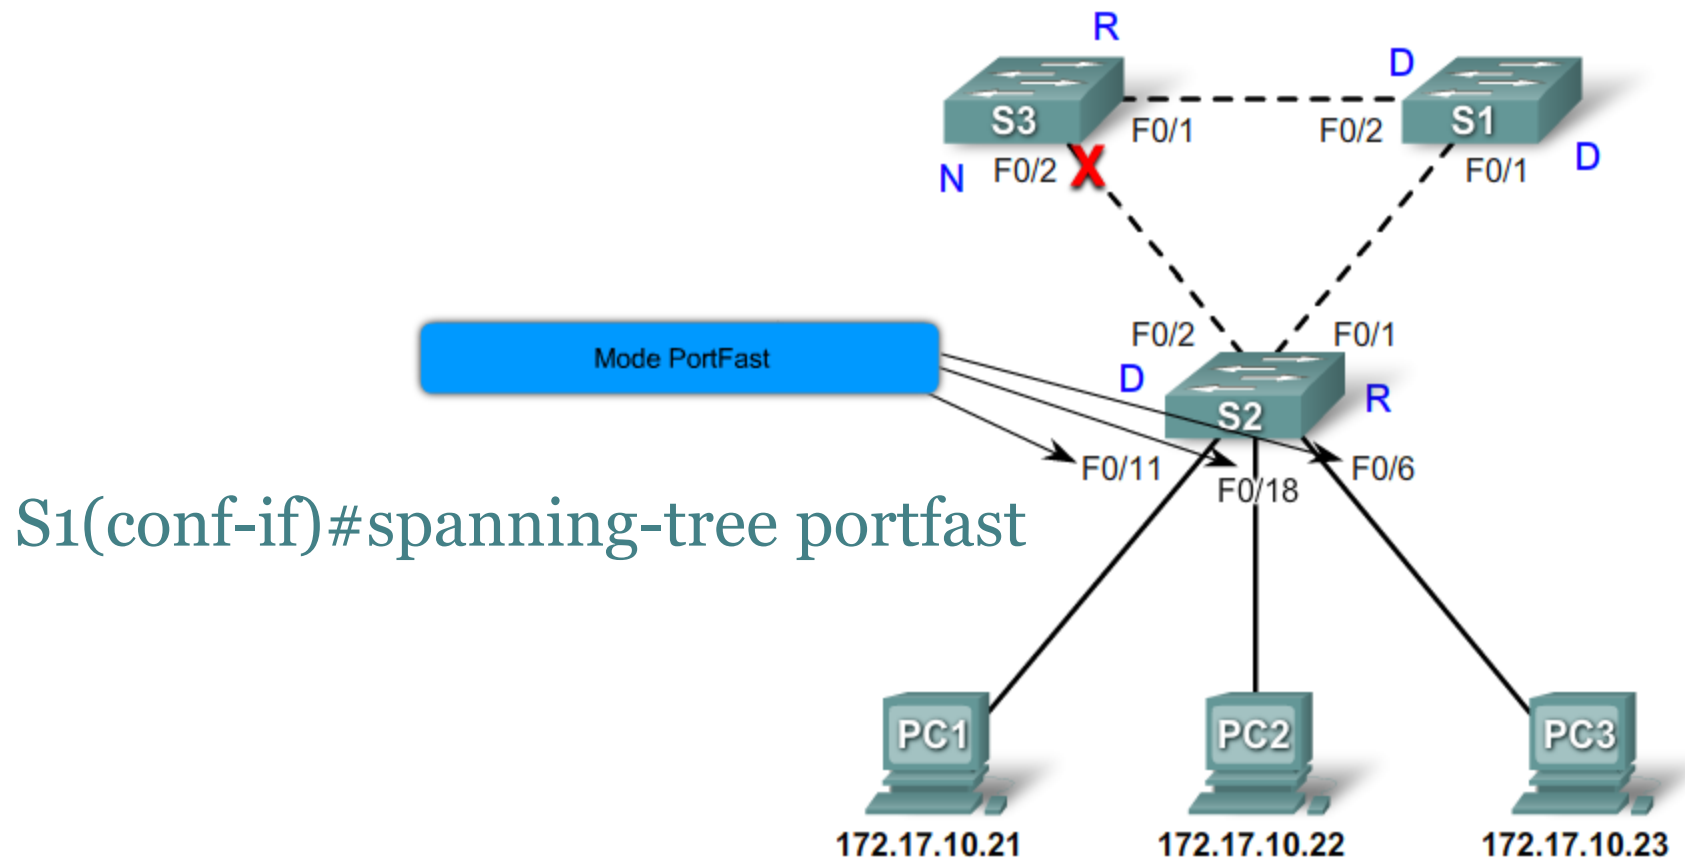 R
D
S3
S1
F0/1
F0/2
N
F0/2
X
F0/1
D
F0/2
F0/1
Mode PortFast
D
S2
R
F0/11
F0/18
F0/6
S1(conf-if)#spanning-tree portfast
PC1
PC2
PC3
172.17.10.21
172.17.10.22
172.17.10.23